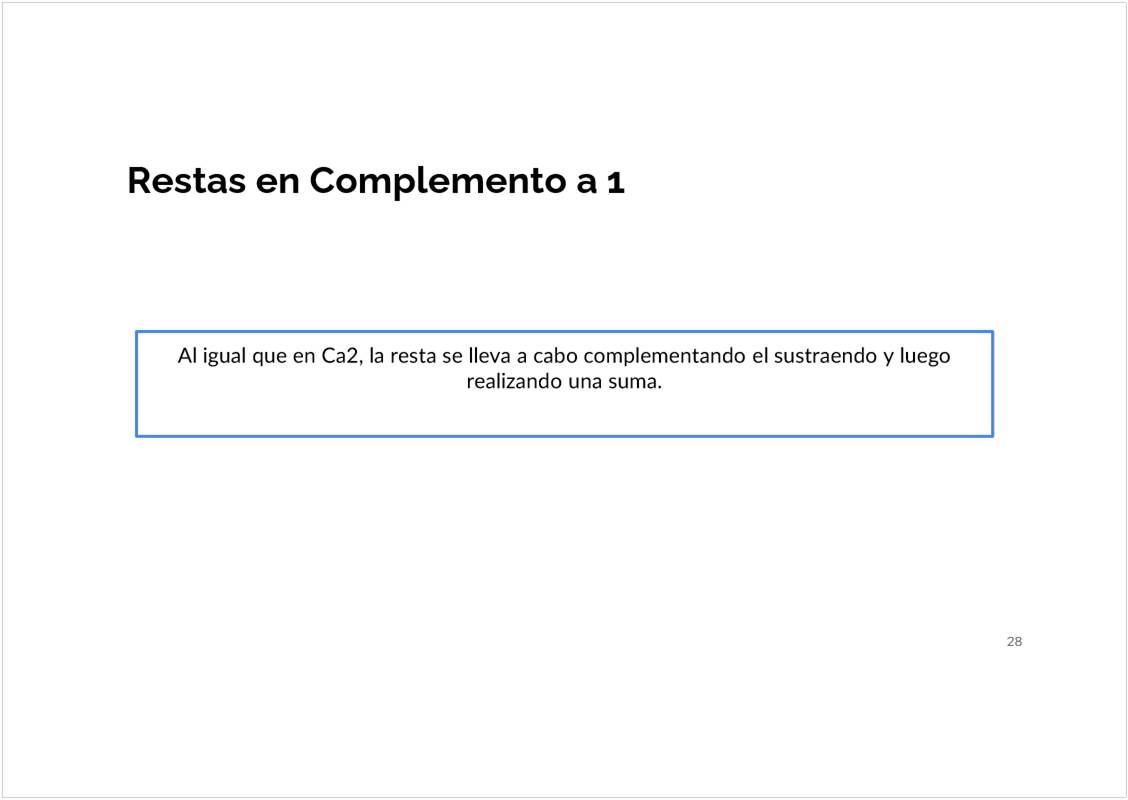 Restas en Complemento a 1
Al igual que en Ca2, la resta se lleva a cabo complementando el sustraendo y luego
realizando una suma.
28